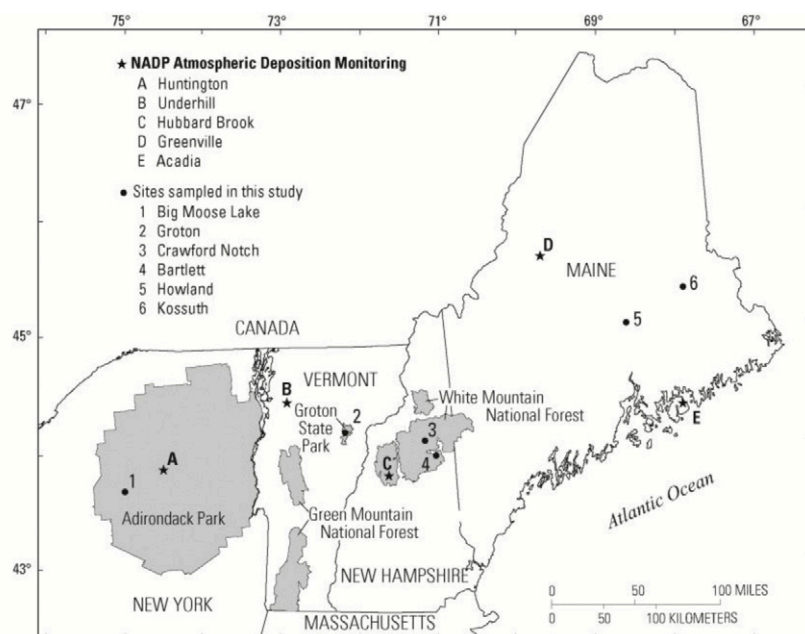 75° 73° 71° 69° 67°
★ NADP Atmospheric Deposition Monitoring
A Huntington
B Underhill
C Hubbard Brook
D Greenville
E Acadia
● Sites sampled in this study
1 Big Moose Lake
2 Groton
3 Crawford Notch
4 Bartlett
5 Howland
6 Kossuth
47°
45°
43°
D
MAINE
6
5
E
CANADA
VERMONT
B
Groton
State
Park
2
White Mountain
National Forest
3
4
C
A
1
Adirondack Park
Green Mountain
National Forest
Atlantic Ocean
NEW HAMPSHIRE
NEW YORK
MASSACHUSETTS
0 50 100 MILES
0 50 100 KILOMETERS